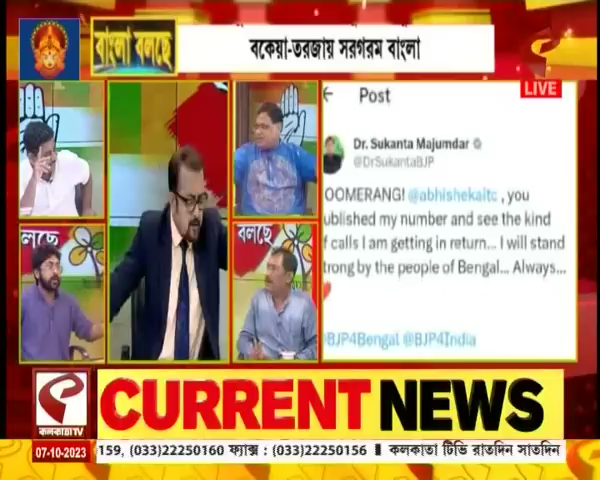 বাংলা বলছে
বকেয়া-তরজায় সরগরম বাংলা
LIVE
Post
Dr. Sukanta Majumdar
@DrSukantaBJP
OOMERANG! @abhishekaitc , you
ublished my number and see the kind
f calls I am getting in return... I will stand
trong by the people of Bengal... Always...
BJP4Bengal @BJP4India
লছে
বলছে
CURRENT NEWS
কলকাতা TV
07-10-2023
159, (033)22250160 ফ্যাক্স : (033)22250156 ‖ কলকাতা টিভি রাতদিন সাতদিন